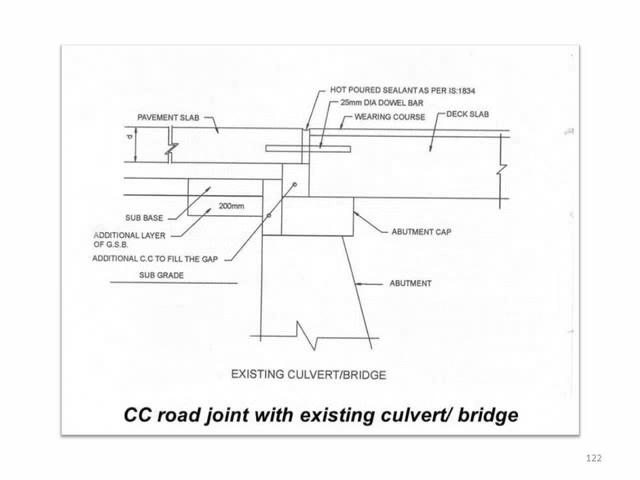 HOT POURED SEALANT AS PER IS:1834
25mm DIA DOWEL BAR
PAVEMENT SLAB
WEARING COURSE
DECK SLAB
d
200mm
SUB BASE
ADDITIONAL LAYER
OF G.S.B.
ABUTMENT CAP
ADDITIONAL C.C TO FILL THE GAP
SUB GRADE
ABUTMENT
EXISTING CULVERT/BRIDGE
CC road joint with existing culvert/ bridge
122